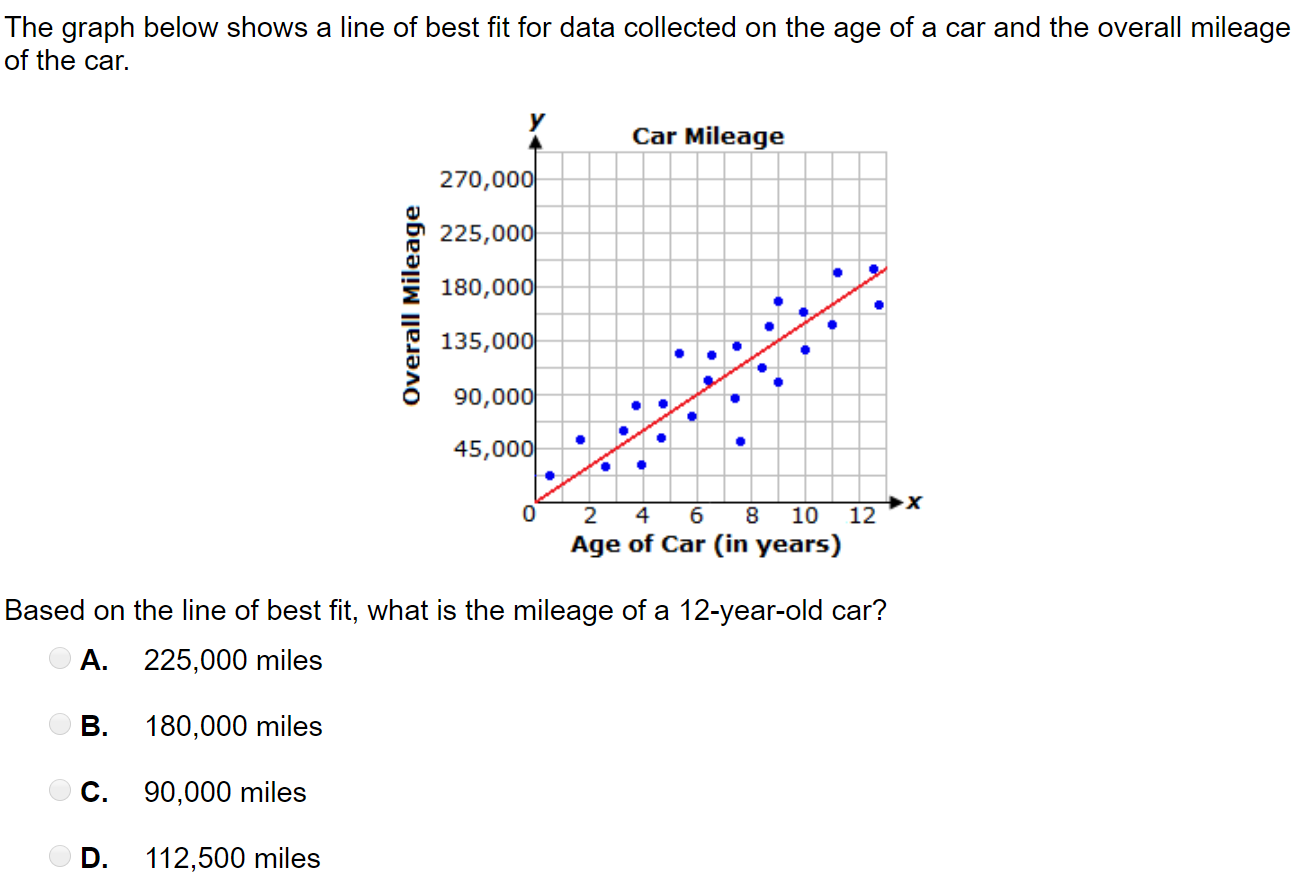 The graph below shows a line of best fit for data collected on the age of a car and the overall mileage
of the car.
y
Car Mileage
Overall Mileage
270,000
225,000
180,000
135,000
90,000
45,000
0 2 4 6 8 10 12 x
Age of Car (in years)
Based on the line of best fit, what is the mileage of a 12-year-old car?
A. 225,000 miles
B. 180,000 miles
C. 90,000 miles
D. 112,500 miles